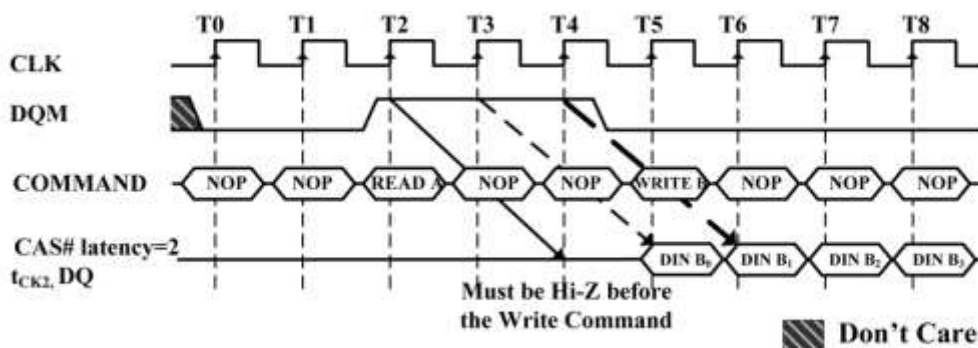 T0 T1 T2 T3 T4 T5 T6 T7 T8
CLK
DQM
COMMAND NOP NOP READ A NOP NOP WRITE B NOP NOP NOP
CAS# latency=2
tCK2, DQ DIN B0 DIN B1 DIN B2 DIN B3
Must be Hi-Z before
the Write Command
Don't Care